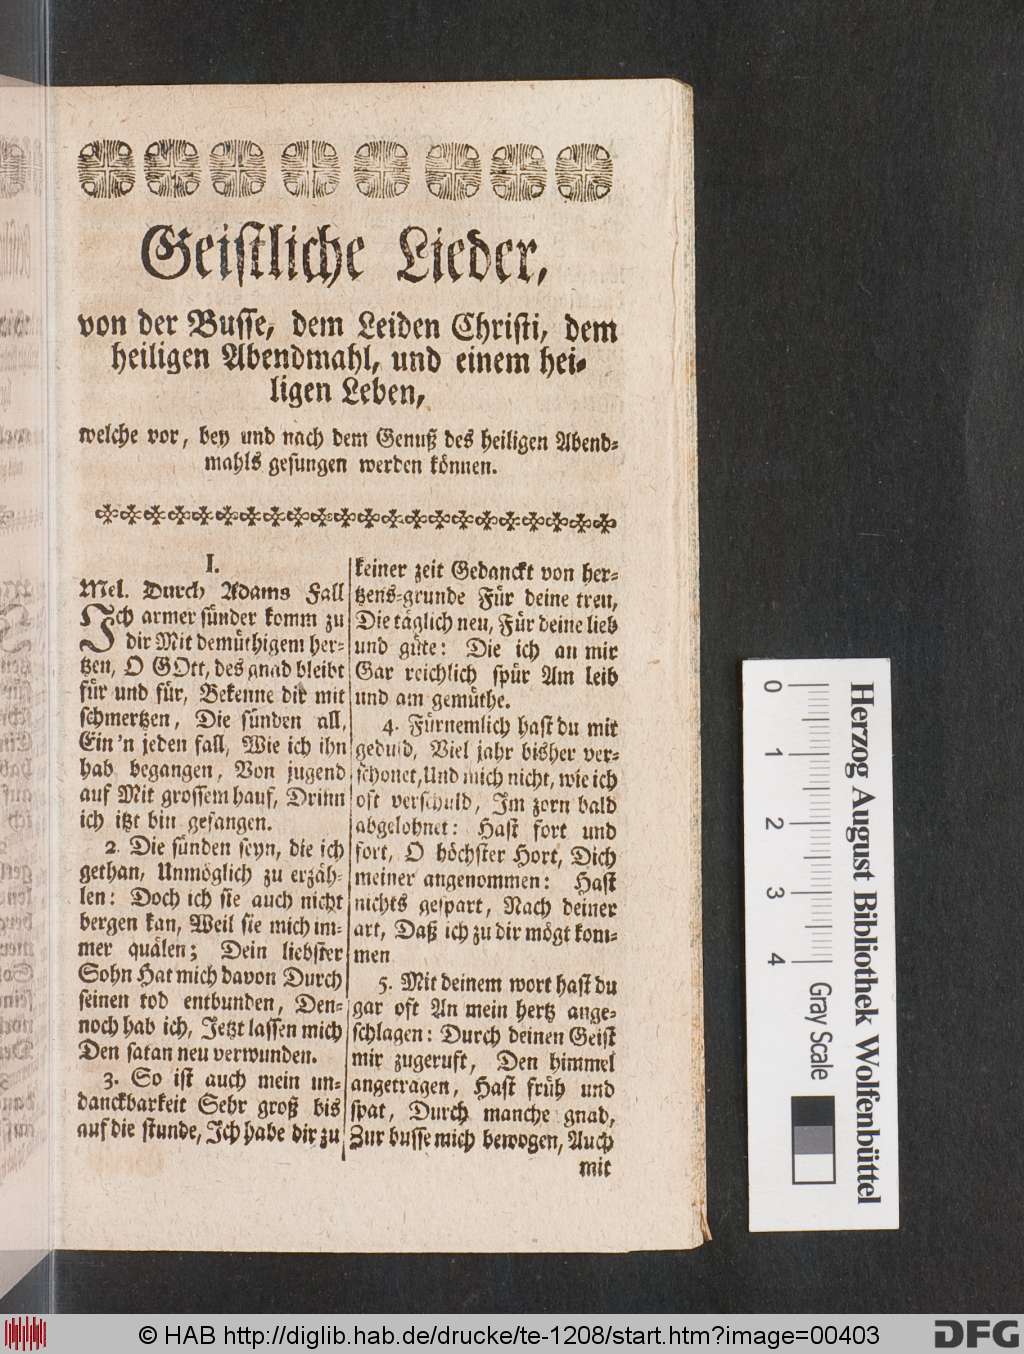 Geistliche Lieder,
von der Busse, dem Leiden Christi, dem
heiligen Abendmahl, und einem hei-
ligen Leben,
welche vor, bey und nach dem Genuß des heiligen Abend-
mahls gesungen werden können.
I.
Mel. Durch Adams Fall
Ich armer sünder komm zu
dir Mit demüthigem her-
tzen, O GOtt, des gnad bleibt
für und für, Bekenne dir mit
schmertzen, Die sünden all,
Ein'n jeden fall, Wie ich ihn
hab begangen, Von jugend
auf Mit grossem hauf, Drinn
ich itzt bin gefangen.
2. Die sünden seyn, die ich
gethan, Unmöglich zu erzäh-
len: Doch ich sie auch nicht
bergen kan, Weil sie mich im-
mer quälen; Dein liebster
Sohn Hat mich davon Durch
seinen tod entbunden, Den-
noch hab ich, Jetzt lassen mich
Den satan neu verwunden.
3. So ist auch mein un-
danckbarkeit Sehr groß bis
auf die stunde, Ich habe dir zu
keiner zeit Gedanckt von her-
tzens-grunde Für deine treu,
Die täglich neu, Für deine lieb
und güte: Die ich an mir
Gar reichlich spür Am leib
und am gemüthe.
4. Fürnemlich hast du mit
geduld, Viel jahr bisher ver-
schonet, Und mich nicht, wie ich
oft verschuld, Im zorn bald
abgelohnet: Hast fort und
fort, O höchster Hort, Dich
meiner angenommen: Hast
nichts gespart, Nach deiner
art, Daß ich zu dir mögt kom-
men
5. Mit deinem wort hast du
gar oft An mein hertz ange-
schlagen: Durch deinen Geist
mir zugeruft, Den himmel
angetragen, Hast früh und
spat, Durch manche gnad,
Zur busse mich bewogen, Auch
mit
0 1 2 3 4
Gray Scale
Herzog August Bibliothek Wolfenbüttel
© HAB http://diglib.hab.de/drucke/te-1208/start.htm?image=00403
DFG